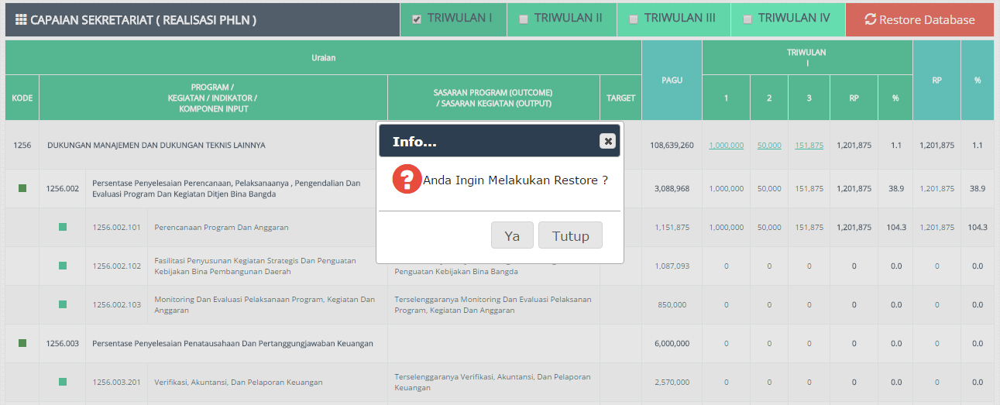 CAPAIAN SEKRETARIAT ( REALISASI PHLN )
TRIWULAN I
TRIWULAN II
TRIWULAN III
TRIWULAN IV
Restore Database
Uraian
PAGU
TRIWULAN
I
RP
%
KODE
PROGRAM /
KEGIATAN / INDIKATOR /
KOMPONEN INPUT
SASARAN PROGRAM (OUTCOME)
/ SASARAN KEGIATAN (OUTPUT)
TARGET
1
2
3
RP
%
1256
DUKUNGAN MANAJEMEN DAN DUKUNGAN TEKNIS LAINNYA
108,639,260
1,000,000
50,000
151,875
1,201,875
1.1
1,201,875
1.1
Info...
Anda Ingin Melakukan Restore ?
Ya
Tutup
1256.002
Persentase Penyelesaian Perencanaan, Pelaksanaanya , Pengendalian Dan
Evaluasi Program Dan Kegiatan Ditjen Bina Bangda
3,088,968
1,000,000
50,000
151,875
1,201,875
38.9
1,201,875
38.9
1256.002.101
Perencanaan Program Dan Anggaran
1,151,875
1,000,000
50,000
151,875
1,201,875
104.3
1,201,875
104.3
1256.002.102
Fasilitasi Penyusunan Kegiatan Strategis Dan Penguatan
Kebijakan Bina Pembangunan Daerah
Penguatan Kebijakan Bina Bangda
1,087,093
0
0
0
0
0.0
0
0.0
1256.002.103
Monitoring Dan Evaluasi Pelaksanaan Program, Kegiatan Dan
Anggaran
Terselenggaranya Monitoring Dan Evaluasi Pelaksanan
Program, Kegiatan Dan Anggaran
850,000
0
0
0
0
0.0
0
0.0
1256.003
Persentase Penyelesaian Penatausahaan Dan Pertanggungjawaban Keuangan
6,000,000
0
0
0
0
0.0
0
0.0
1256.003.201
Verifikasi, Akuntansi, Dan Pelaporan Keuangan
Terselenggaranya Verifikasi, Akuntansi, Dan Pelaporan
Keuangan
2,570,000
0
0
0
0
0.0
0
0.0